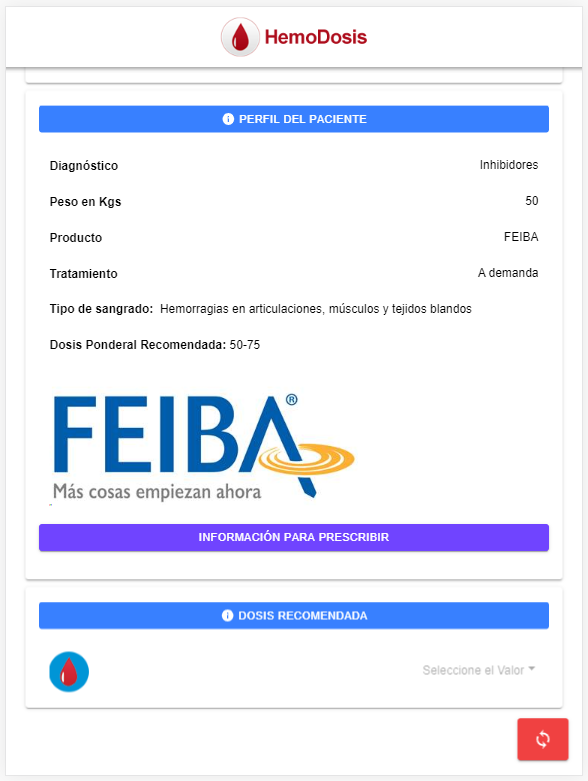 HemoDosis
PERFIL DEL PACIENTE
Diagnóstico Inhibidores
Peso en Kgs 50
Producto FEIBA
Tratamiento A demanda
Tipo de sangrado: Hemorragias en articulaciones, músculos y tejidos blandos
Dosis Ponderal Recomendada: 50-75
FEIBA®
Más cosas empiezan ahora
INFORMACIÓN PARA PRESCRIBIR
DOSIS RECOMENDADA
Seleccione el Valor